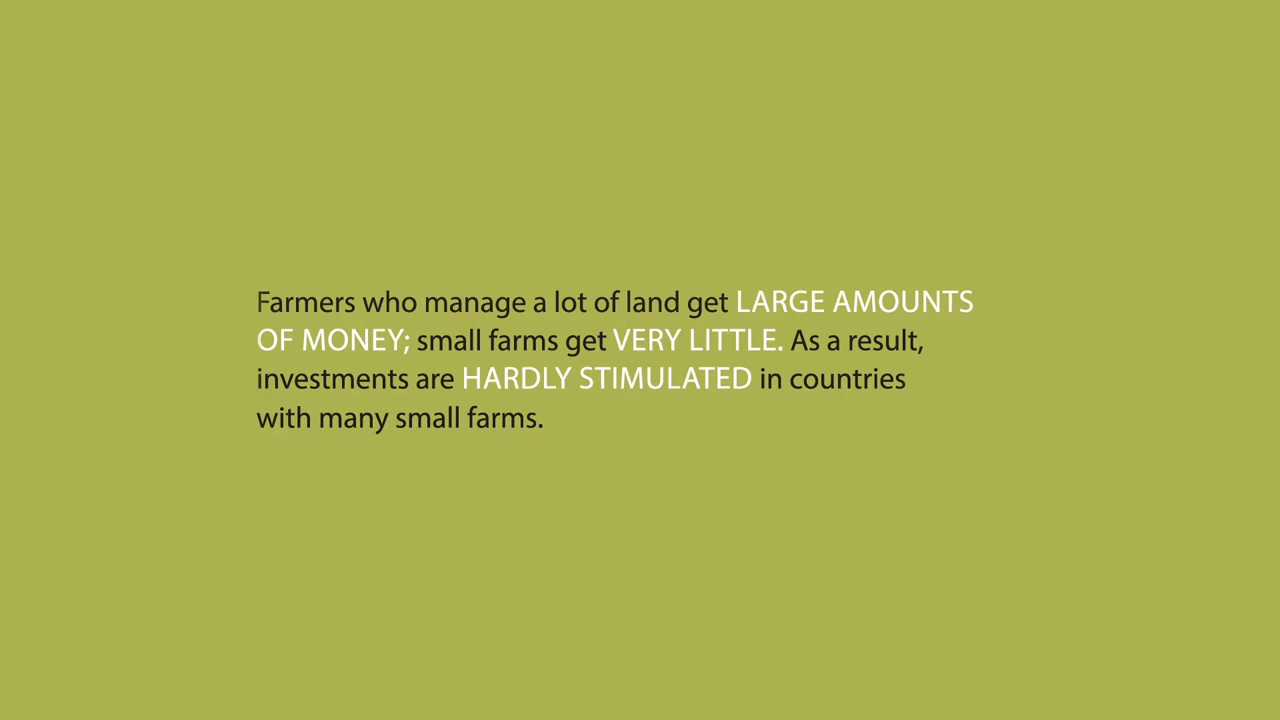 Farmers who manage a lot of land get LARGE AMOUNTS
OF MONEY; small farms get VERY LITTLE. As a result,
investments are HARDLY STIMULATED in countries
with many small farms.